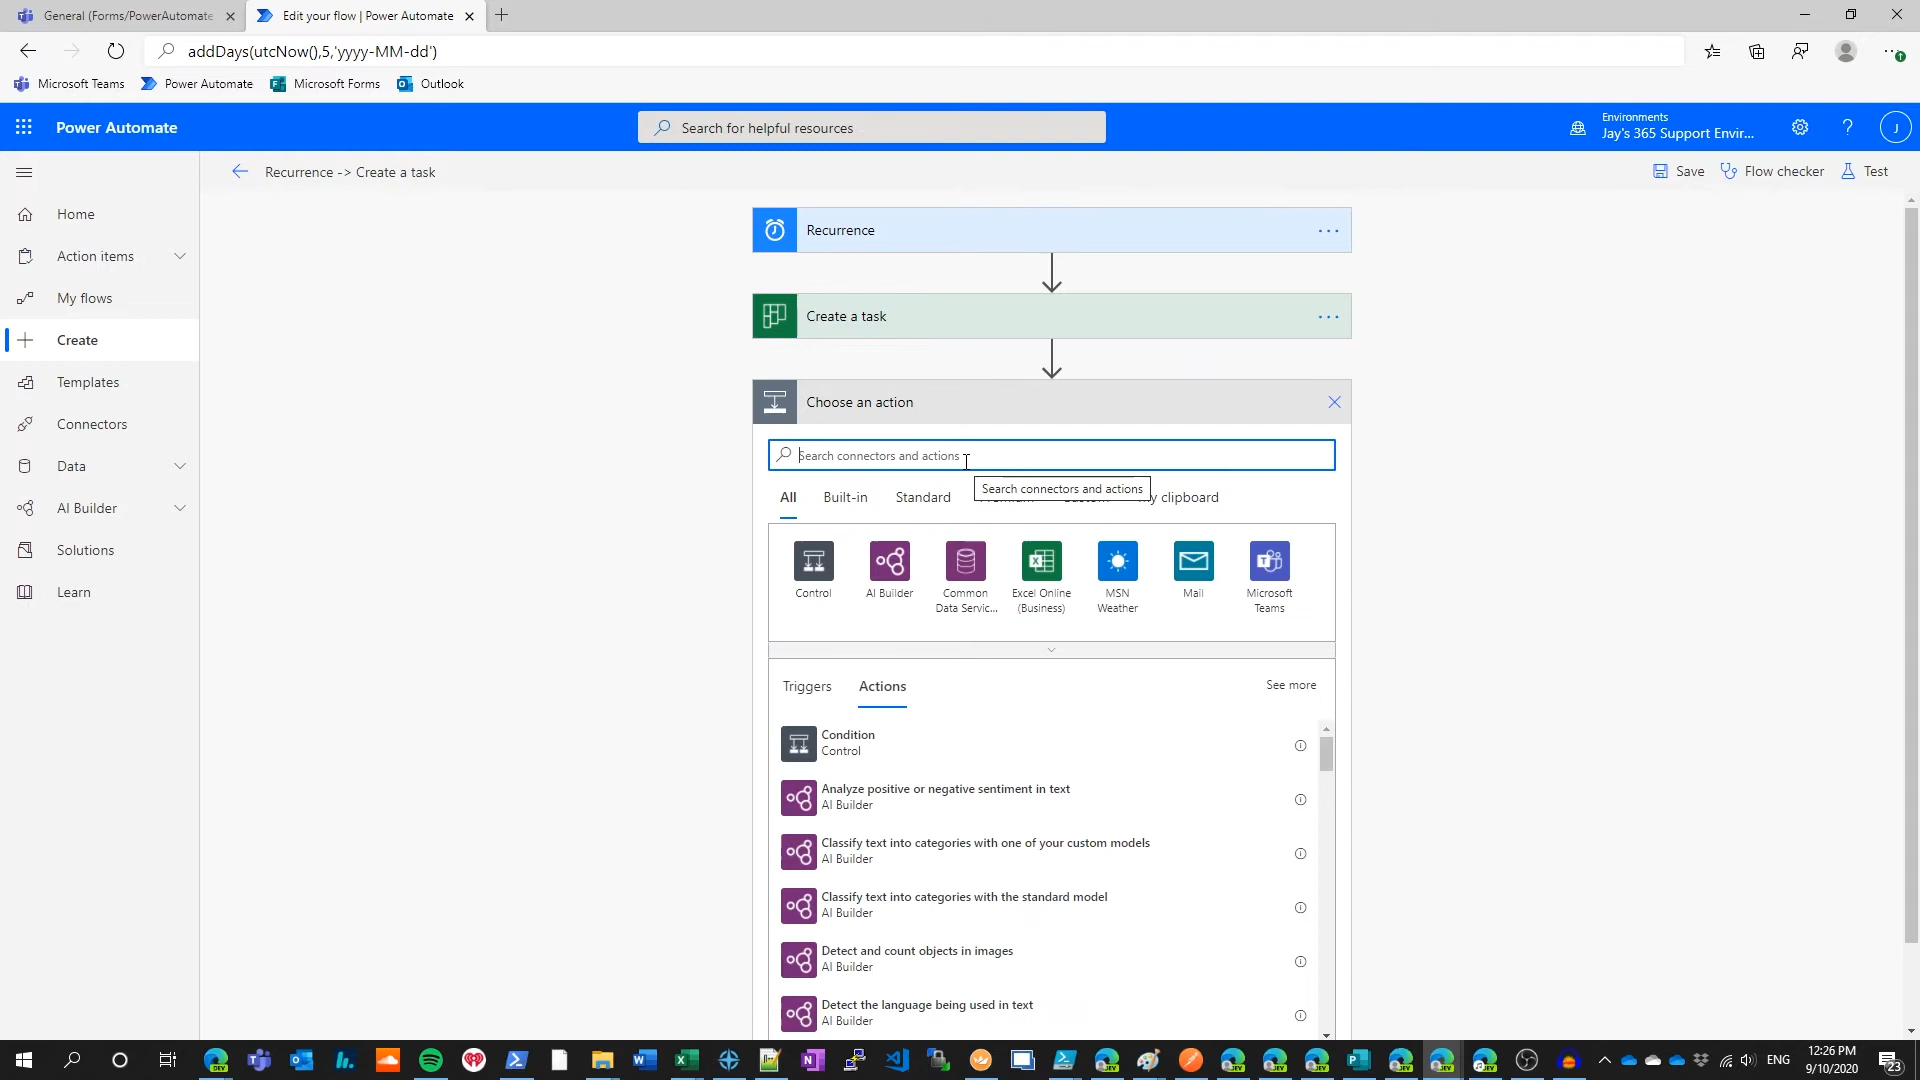 General (Forms/PowerAutomate
Edit your flow | Power Automate
addDays(utcNow(),5,'yyyy-MM-dd')
Microsoft Teams
Power Automate
Microsoft Forms
Outlook
Power Automate
Search for helpful resources
Environments
Jay's 365 Support Envir...
J
Recurrence -> Create a task
Save
Flow checker
Test
Home
Action items
My flows
Create
Templates
Connectors
Data
AI Builder
Solutions
Learn
Recurrence
Create a task
Choose an action
Search connectors and actions
Search connectors and actions
All
Built-in
Standard
clipboard
Control
AI Builder
Common
Data Servic...
Excel Online
(Business)
MSN
Weather
Mail
Microsoft
Teams
Triggers
Actions
See more
Condition
Control
Analyze positive or negative sentiment in text
AI Builder
Classify text into categories with one of your custom models
AI Builder
Classify text into categories with the standard model
AI Builder
Detect and count objects in images
AI Builder
Detect the language being used in text
AI Builder
ENG
12:26 PM
9/10/2020
23